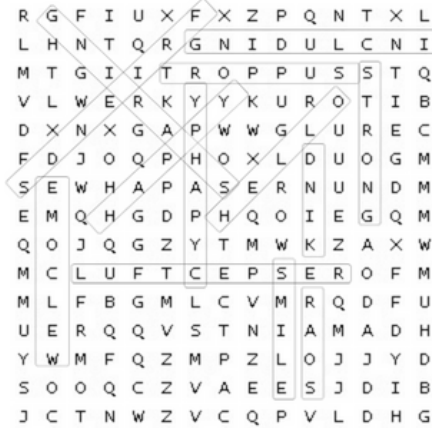 R G F I U X F X Z P Q N T X L
L H N T Q R G N I D U L C N I
M T G I I T R O P P U S S T Q
V L W E R K Y Y K U R O T I B
D X N X G A P W W G L U R E C
F D J O Q P H O X L D U O G M
S E W H A P A S E R N U N D M
E M Q H G D P H Q O I E G Q M
Q O J Q G Z Y T M W K Z A X W
M C L U F T C E P S E R O F M
M L F B G M L C V M R Q D F U
U E R Q Q V S T N I A M A D H
Y W M F Q Z M P Z L O J J Y D
S O O Q C Z V A E E S J D I B
J C T N W Z V C Q P V L D H G